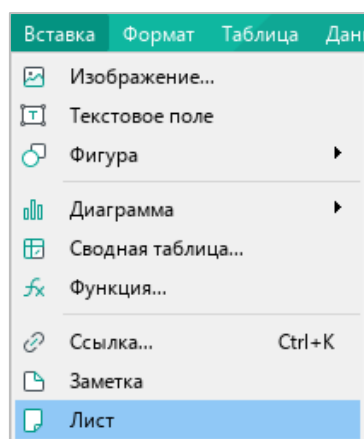 Вставка Формат Таблица
Изображение...
Текстовое поле
Фигура
Диаграмма
Сводная таблица...
Функция...
Ссылка... Ctrl+K
Заметка
Лист